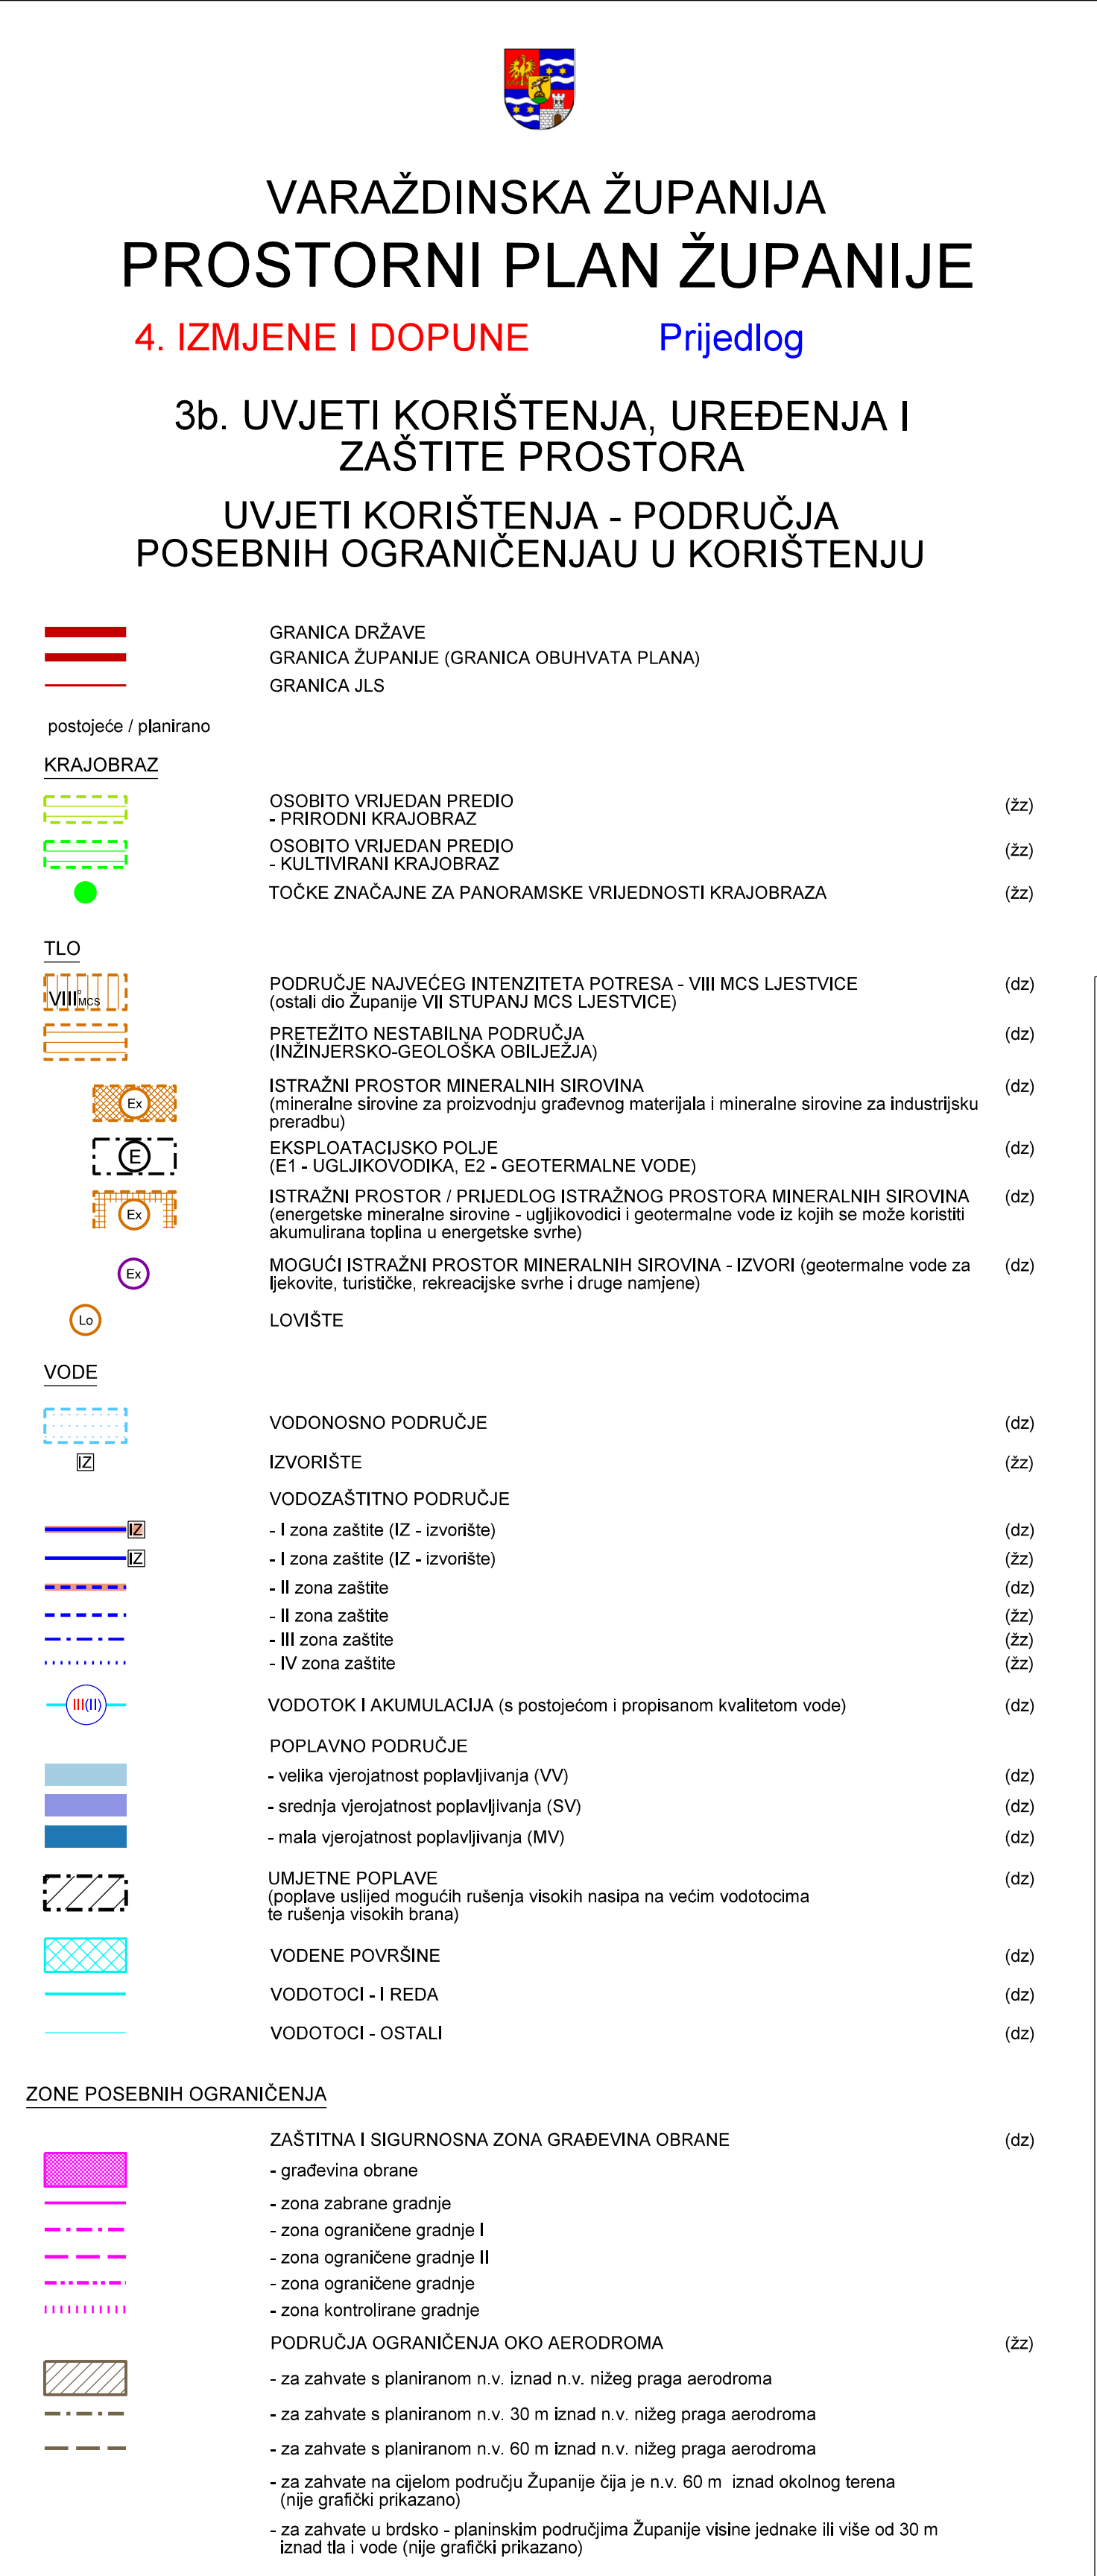 VARAŽDINSKA ŽUPANIJA
PROSTORNI PLAN ŽUPANIJE
4. IZMJENE I DOPUNE Prijedlog
3b. UVJETI KORIŠTENJA, UREĐENJA I
ZAŠTITE PROSTORA
UVJETI KORIŠTENJA - PODRUČJA
POSEBNIH OGRANIČENJAU U KORIŠTENJU
GRANICA DRŽAVE
GRANICA ŽUPANIJE (GRANICA OBUHVATA PLANA)
GRANICA JLS
postojeće / planirano
KRAJOBRAZ
OSOBITO VRIJEDAN PREDIO (žz)
- PRIRODNI KRAJOBRAZ
OSOBITO VRIJEDAN PREDIO (žz)
- KULTIVIRANI KRAJOBRAZ
TOČKE ZNAČAJNE ZA PANORAMSKE VRIJEDNOSTI KRAJOBRAZA (žz)
TLO
VIII° MCS PODRUČJE NAJVEĆEG INTENZITETA POTRESA - VIII MCS LJESTVICE (dz)
(ostali dio Županije VII STUPANJ MCS LJESTVICE)
PRETEŽITO NESTABILNA PODRUČJA (dz)
(INŽINJERSKO-GEOLOŠKA OBILJEŽJA)
Ex ISTRAŽNI PROSTOR MINERALNIH SIROVINA (dz)
(mineralne sirovine za proizvodnju građevnog materijala i mineralne sirovine za industrijsku
preradbu)
E EKSPLOATACIJSKO POLJE (dz)
(E1 - UGLJIKOVODIKA, E2 - GEOTERMALNE VODE)
Ex ISTRAŽNI PROSTOR / PRIJEDLOG ISTRAŽNOG PROSTORA MINERALNIH SIROVINA (dz)
(energetske mineralne sirovine - ugljikovodici i geotermalne vode iz kojih se može koristiti
akumulirana toplina u energetske svrhe)
Ex MOGUĆI ISTRAŽNI PROSTOR MINERALNIH SIROVINA - IZVORI (geotermalne vode za (dz)
ljekovite, turističke, rekreacijske svrhe i druge namjene)
Lo LOVIŠTE
VODE
VODONOSNO PODRUČJE (dz)
IZ IZVORIŠTE (žz)
VODOZAŠTITNO PODRUČJE
IZ - I zona zaštite (IZ - izvorište) (dz)
IZ - I zona zaštite (IZ - izvorište) (žz)
- II zona zaštite (dz)
- II zona zaštite (žz)
- III zona zaštite (žz)
- IV zona zaštite (žz)
III(II) VODOTOK I AKUMULACIJA (s postojećom i propisanom kvalitetom vode) (dz)
POPLAVNO PODRUČJE
- velika vjerojatnost poplavljivanja (VV) (dz)
- srednja vjerojatnost poplavljivanja (SV) (dz)
- mala vjerojatnost poplavljivanja (MV) (dz)
UMJETNE POPLAVE (dz)
(poplave uslijed mogućih rušenja visokih nasipa na većim vodotocima
te rušenja visokih brana)
VODENE POVRŠINE (dz)
VODOTOCI - I REDA (dz)
VODOTOCI - OSTALI (dz)
ZONE POSEBNIH OGRANIČENJA
ZAŠTITNA I SIGURNOSNA ZONA GRAĐEVINA OBRANE (dz)
- građevina obrane
- zona zabrane gradnje
- zona ograničene gradnje I
- zona ograničene gradnje II
- zona ograničene gradnje
- zona kontrolirane gradnje
PODRUČJA OGRANIČENJA OKO AERODROMA (žz)
- za zahvate s planiranom n.v. iznad n.v. nižeg praga aerodroma
- za zahvate s planiranom n.v. 30 m iznad n.v. nižeg praga aerodroma
- za zahvate s planiranom n.v. 60 m iznad n.v. nižeg praga aerodroma
- za zahvate na cijelom području Županije čija je n.v. 60 m iznad okolnog terena
(nije grafički prikazano)
- za zahvate u brdsko - planinskim područjima Županije visine jednake ili više od 30 m
iznad tla i vode (nije grafički prikazano)